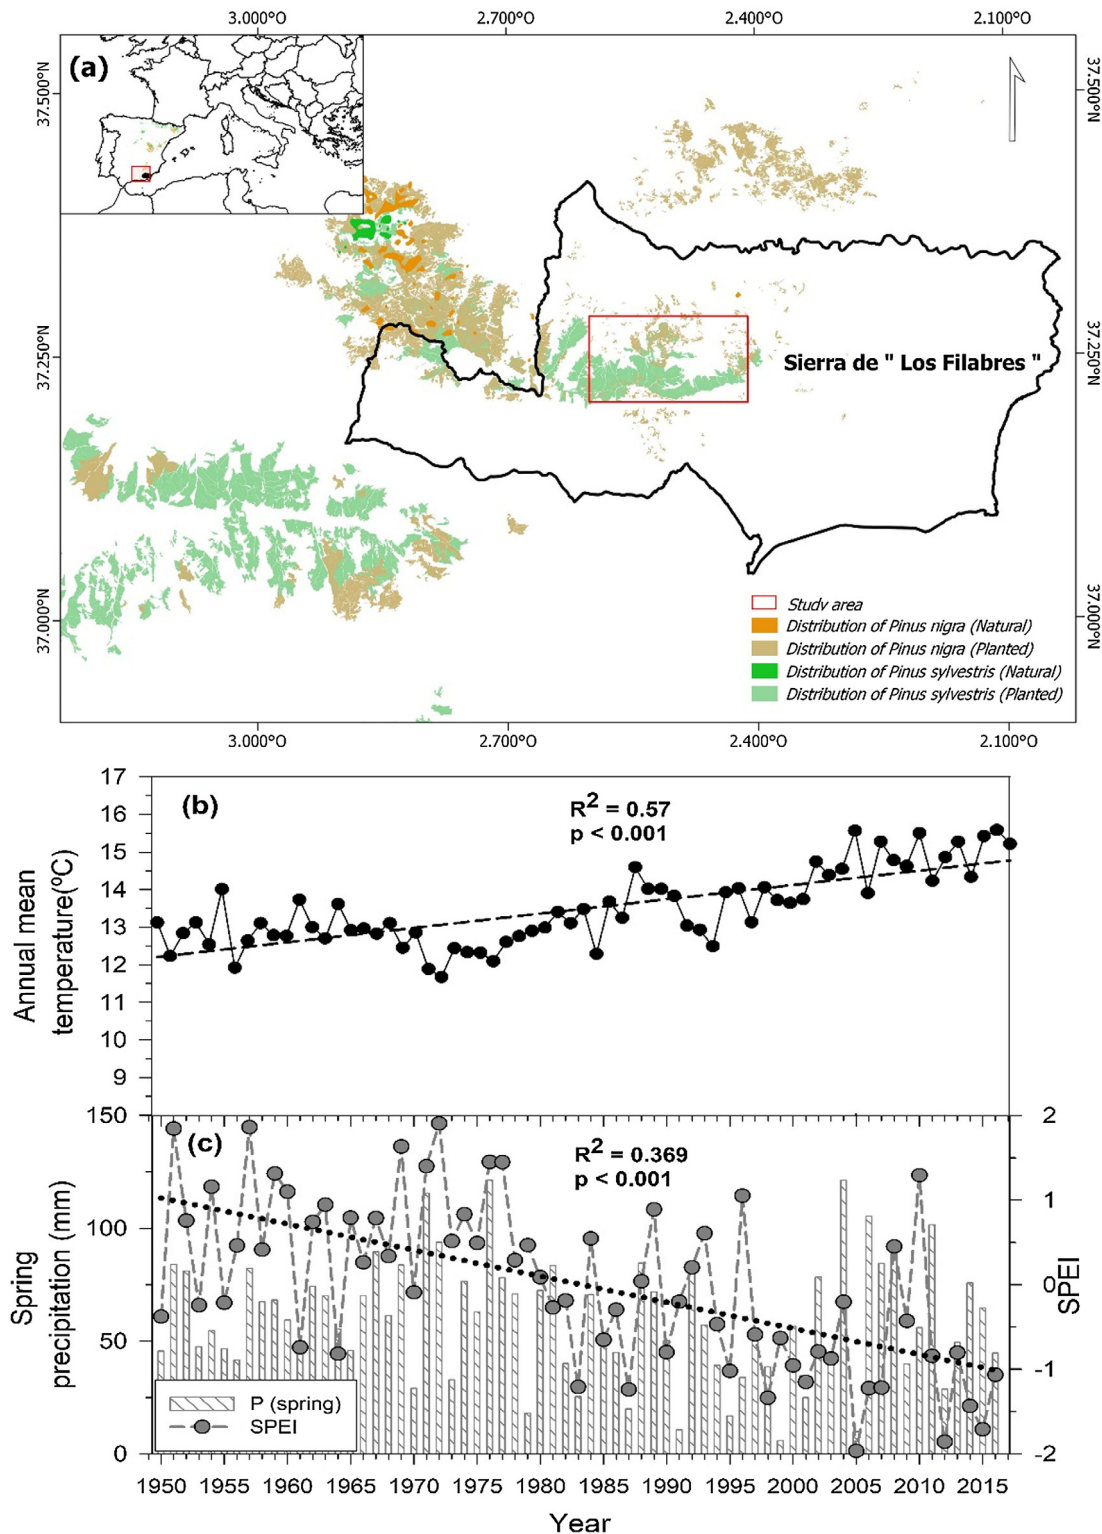 3.000°O 2.700°O 2.400°O 2.100°O
(a)
37.500°N
37.500°N
37.250°N
37.250°N
Sierra de " Los Filabres "
37.000°N
37.000°N
Study area
Distribution of Pinus nigra (Natural)
Distribution of Pinus nigra (Planted)
Distribution of Pinus sylvestris (Natural)
Distribution of Pinus sylvestris (Planted)
3.000°O 2.700°O 2.400°O 2.100°O
(b)
R2 = 0.57
p < 0.001
Annual mean
temperature(ºC)
17
16
15
14
13
12
11
10
9
(c)
R2 = 0.369
p < 0.001
Spring
precipitation (mm)
150
100
50
0
2
1
0
-1
-2
SPEI
P (spring)
SPEI
1950 1955 1960 1965 1970 1975 1980 1985 1990 1995 2000 2005 2010 2015
Year